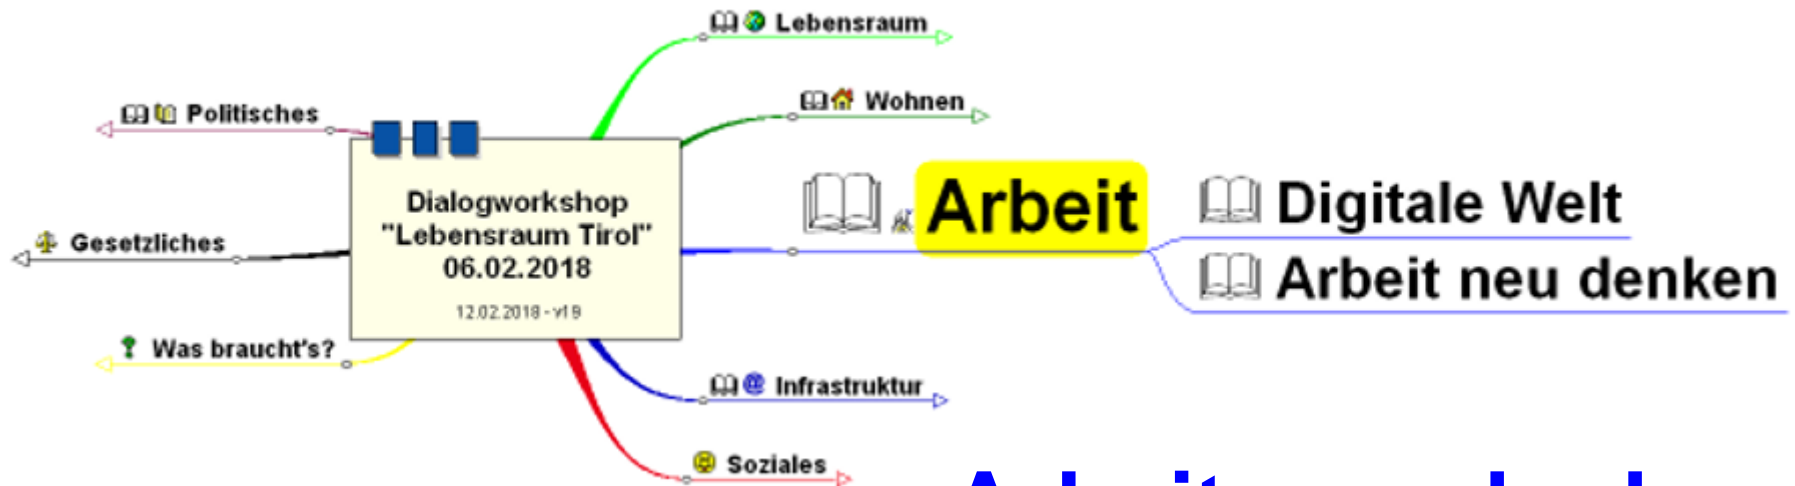 Lebensraum
Wohnen
Politisches
Arbeit
Digitale Welt
Arbeit neu denken
Dialogworkshop
"Lebensraum Tirol"
06.02.2018
12.02.2018 - v19
Gesetzliches
Was braucht's?
Infrastruktur
Soziales